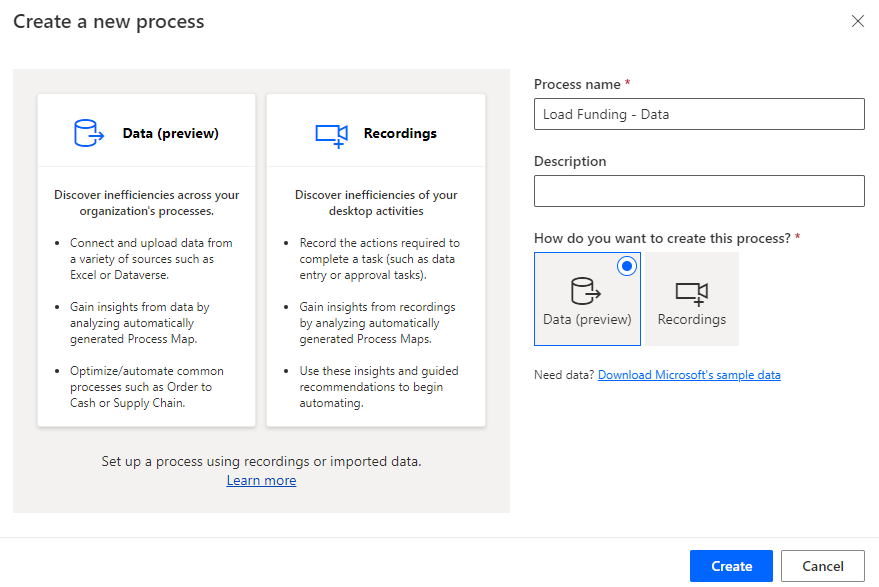 Create a new process
Data (preview)
Discover inefficiencies across your
organization's processes.
• Connect and upload data from
a variety of sources such as
Excel or Dataverse.
• Gain insights from data by
analyzing automatically
generated Process Map.
• Optimize/automate common
processes such as Order to
Cash or Supply Chain.
Recordings
Discover inefficiencies of your
desktop activities
• Record the actions required to
complete a task (such as data
entry or approval tasks).
• Gain insights from recordings
by analyzing automatically
generated Process Maps.
• Use these insights and guided
recommendations to begin
automating.
Set up a process using recordings or imported data.
Learn more
Process name *
Load Funding - Data
Description
How do you want to create this process? *
Data (preview)
Recordings
Need data? Download Microsoft's sample data
Create
Cancel